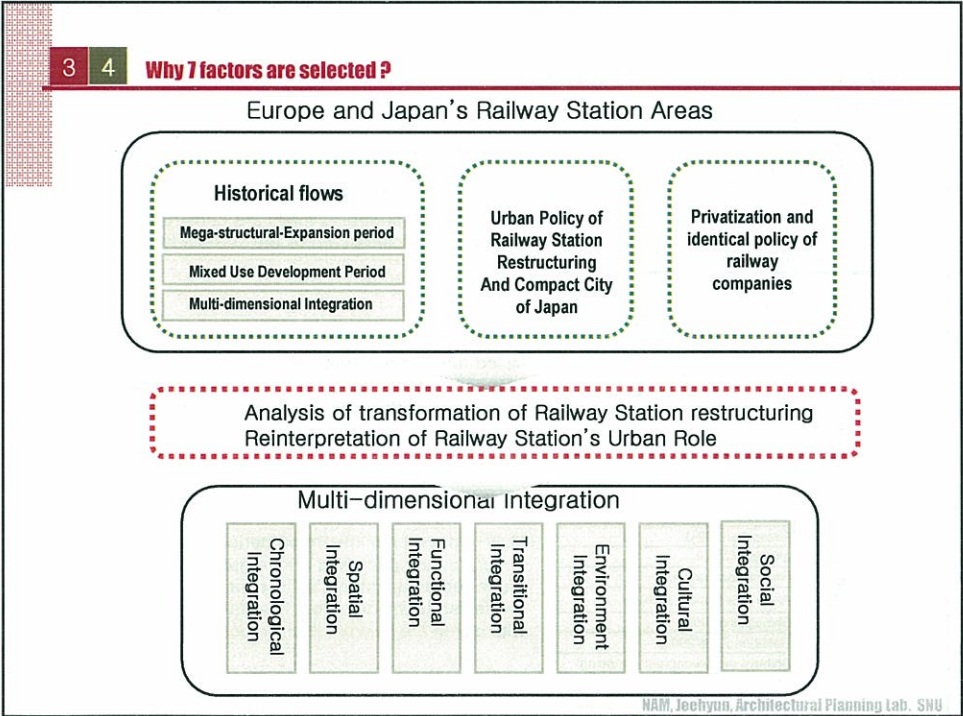 3 4 Why 7 factors are selected ?
Europe and Japan's Railway Station Areas
Historical flows
Mega-structural-Expansion period
Mixed Use Development Period
Multi-dimensional Integration
Urban Policy of
Railway Station
Restructuring
And Compact City
of Japan
Privatization and
identical policy of
railway
companies
Analysis of transformation of Railway Station restructuring
Reinterpretation of Railway Station's Urban Role
Multi-dimensional Integration
Chronological
Integration
Spatial
Integration
Functional
Integration
Transitional
Integration
Environment
Integration
Cultural
Integration
Social
Integration
NAM, Jeehyun, Architectural Planning Lab. SNU